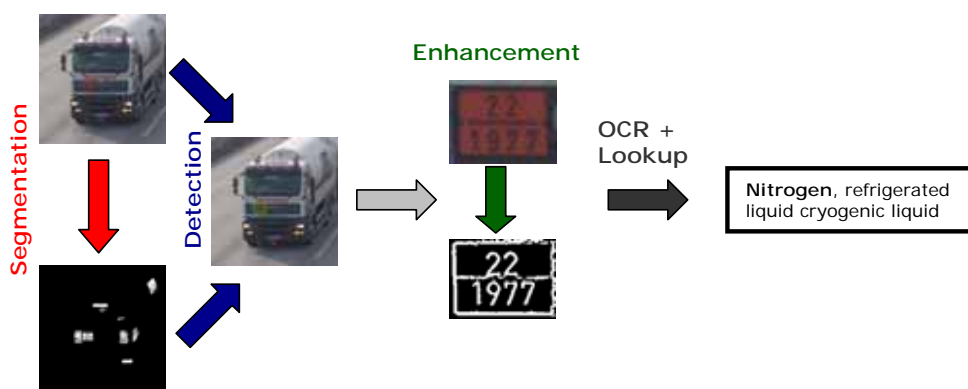 Segmentation
Detection
Enhancement
22
1977
22
1977
OCR +
Lookup
Nitrogen, refrigerated
liquid cryogenic liquid